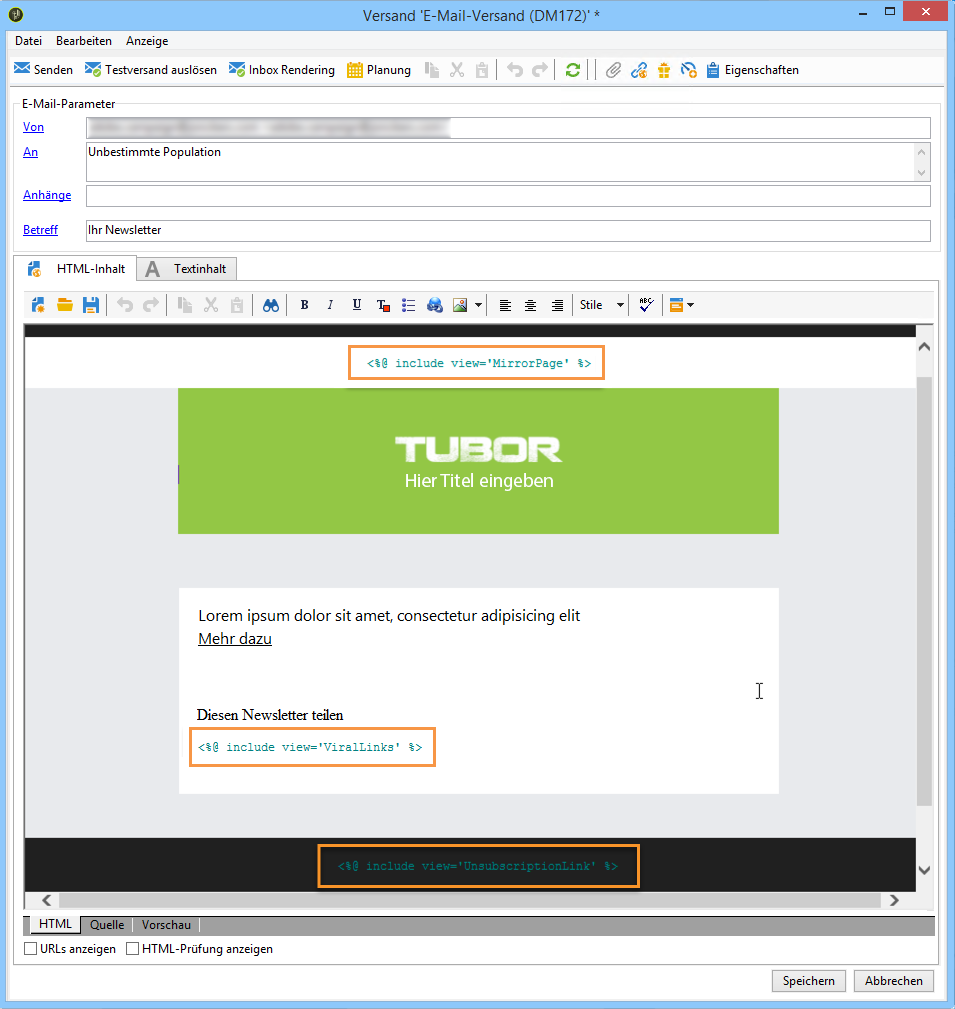 Versand 'E-Mail-Versand (DM172)' *
Datei Bearbeiten Anzeige
Senden Testversand auslösen Inbox Rendering Planung Eigenschaften
E-Mail-Parameter
Von
An Unbestimmte Population
Anhänge
Betreff Ihr Newsletter
HTML-Inhalt A Textinhalt
B I U T Stile ABC
<%@ include view='MirrorPage' %>
TUBOR
Hier Titel eingeben
Lorem ipsum dolor sit amet, consectetur adipisicing elit
Mehr dazu
Diesen Newsletter teilen
<%@ include view='ViralLinks' %>
<%@ include view='UnsubscriptionLink' %>
HTML Quelle Vorschau
URLs anzeigen HTML-Prüfung anzeigen
Speichern Abbrechen